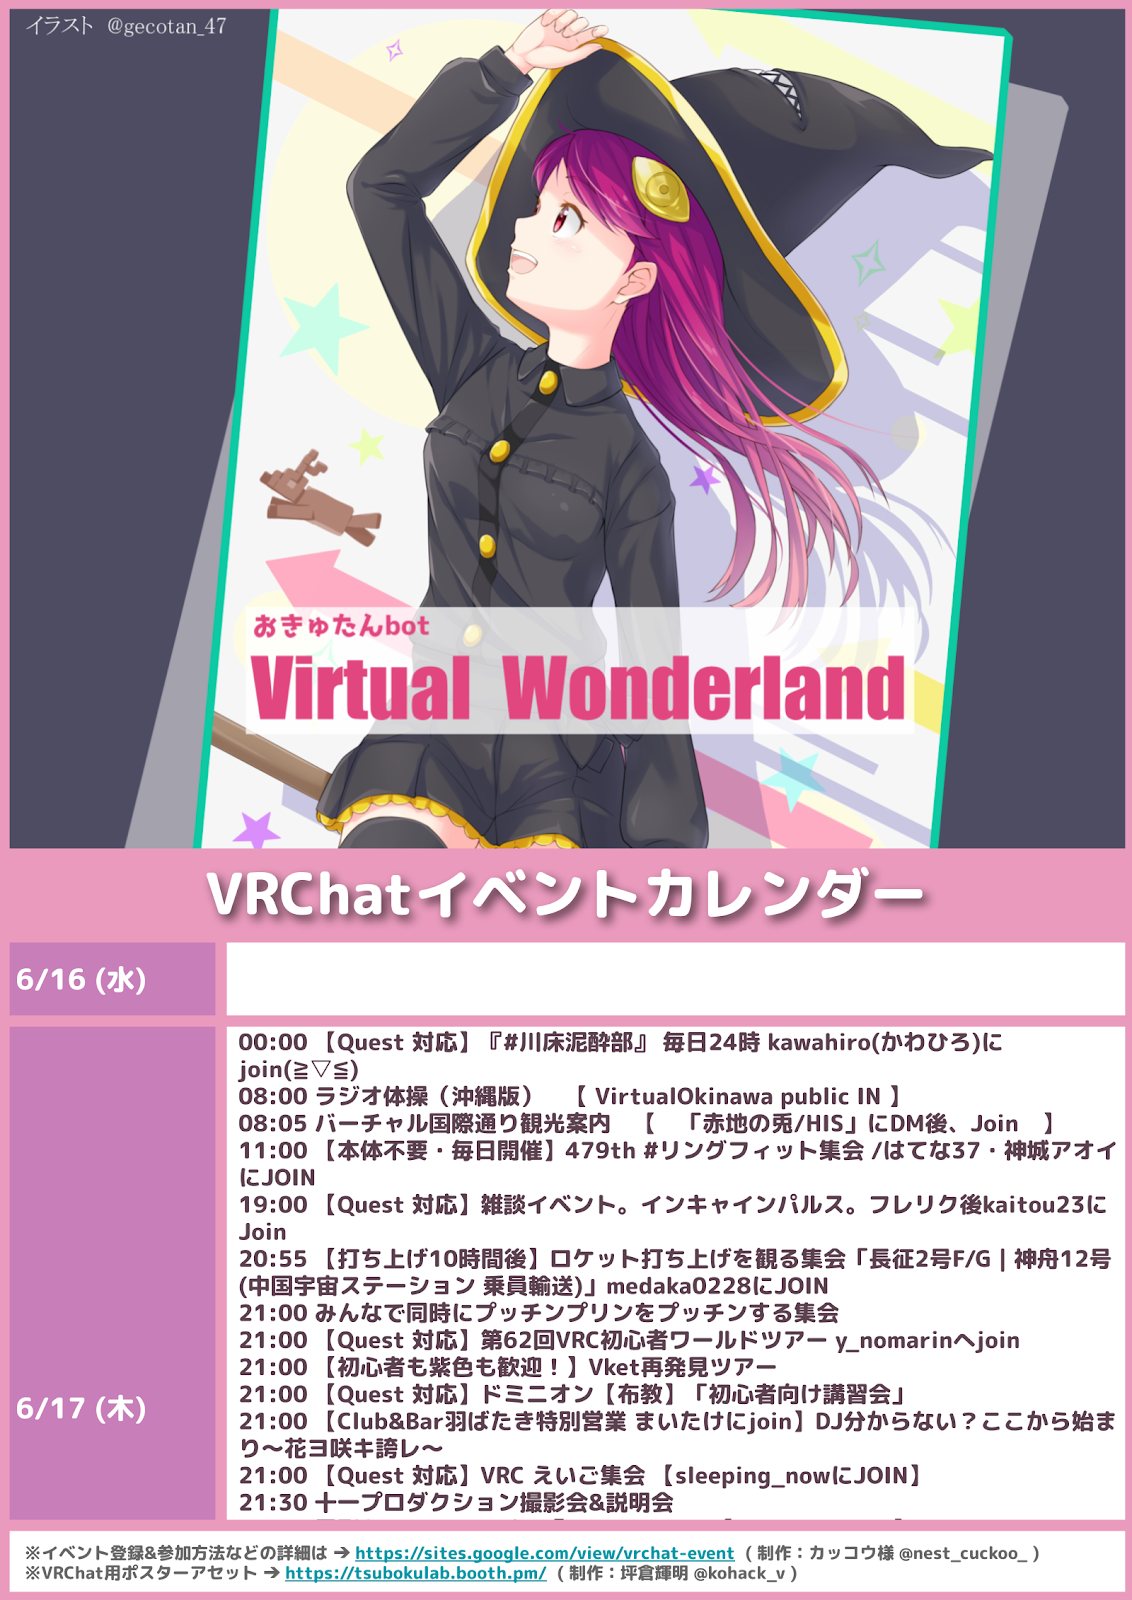 イラスト @gecotan_47
おきゅたんbot
Virtual Wonderland
VRChatイベントカレンダー
6/16 (水)
00:00 【Quest 対応】『#川床泥酔部』 毎日24時 kawahiro(かわひろ)に
join(≧▽≦)
08:00 ラジオ体操（沖縄版）　【 VirtualOkinawa public IN 】
08:05 バーチャル国際通り観光案内　【　「赤地の兎/HIS」にDM後、Join　】
11:00 【本体不要・毎日開催】479th #リングフィット集会 /はてな37・神城アオイ
にJOIN
19:00 【Quest 対応】雑談イベント。インキャインパルス。フレリク後kaitou23に
Join
20:55 【打ち上げ10時間後】ロケット打ち上げを観る集会「長征2号F/G | 神舟12号
(中国宇宙ステーション 乗員輸送)」medaka0228にJOIN
21:00 みんなで同時にプッチンプリンをプッチンする集会
21:00 【Quest 対応】第62回VRC初心者ワールドツアー y_nomarinへjoin
21:00 【初心者も紫色も歓迎！】Vket再発見ツアー
6/17 (木)
21:00 【Quest 対応】ドミニオン【布教】「初心者向け講習会」
21:00 【Club&Bar羽ばたき特別営業 まいたけにjoin】DJ分からない？ここから始ま
り～花ヨ咲キ誇レ～
21:00 【Quest 対応】VRC えいご集会 【sleeping_nowにJOIN】
21:30 十一プロダクション撮影会&説明会
※イベント登録&参加方法などの詳細は ➔ https://sites.google.com/view/vrchat-event ( 制作：カッコウ様 @nest_cuckoo_ )
※VRChat用ポスターアセット ➔ https://tsubokulab.booth.pm/ ( 制作：坪倉輝明 @kohack_v )